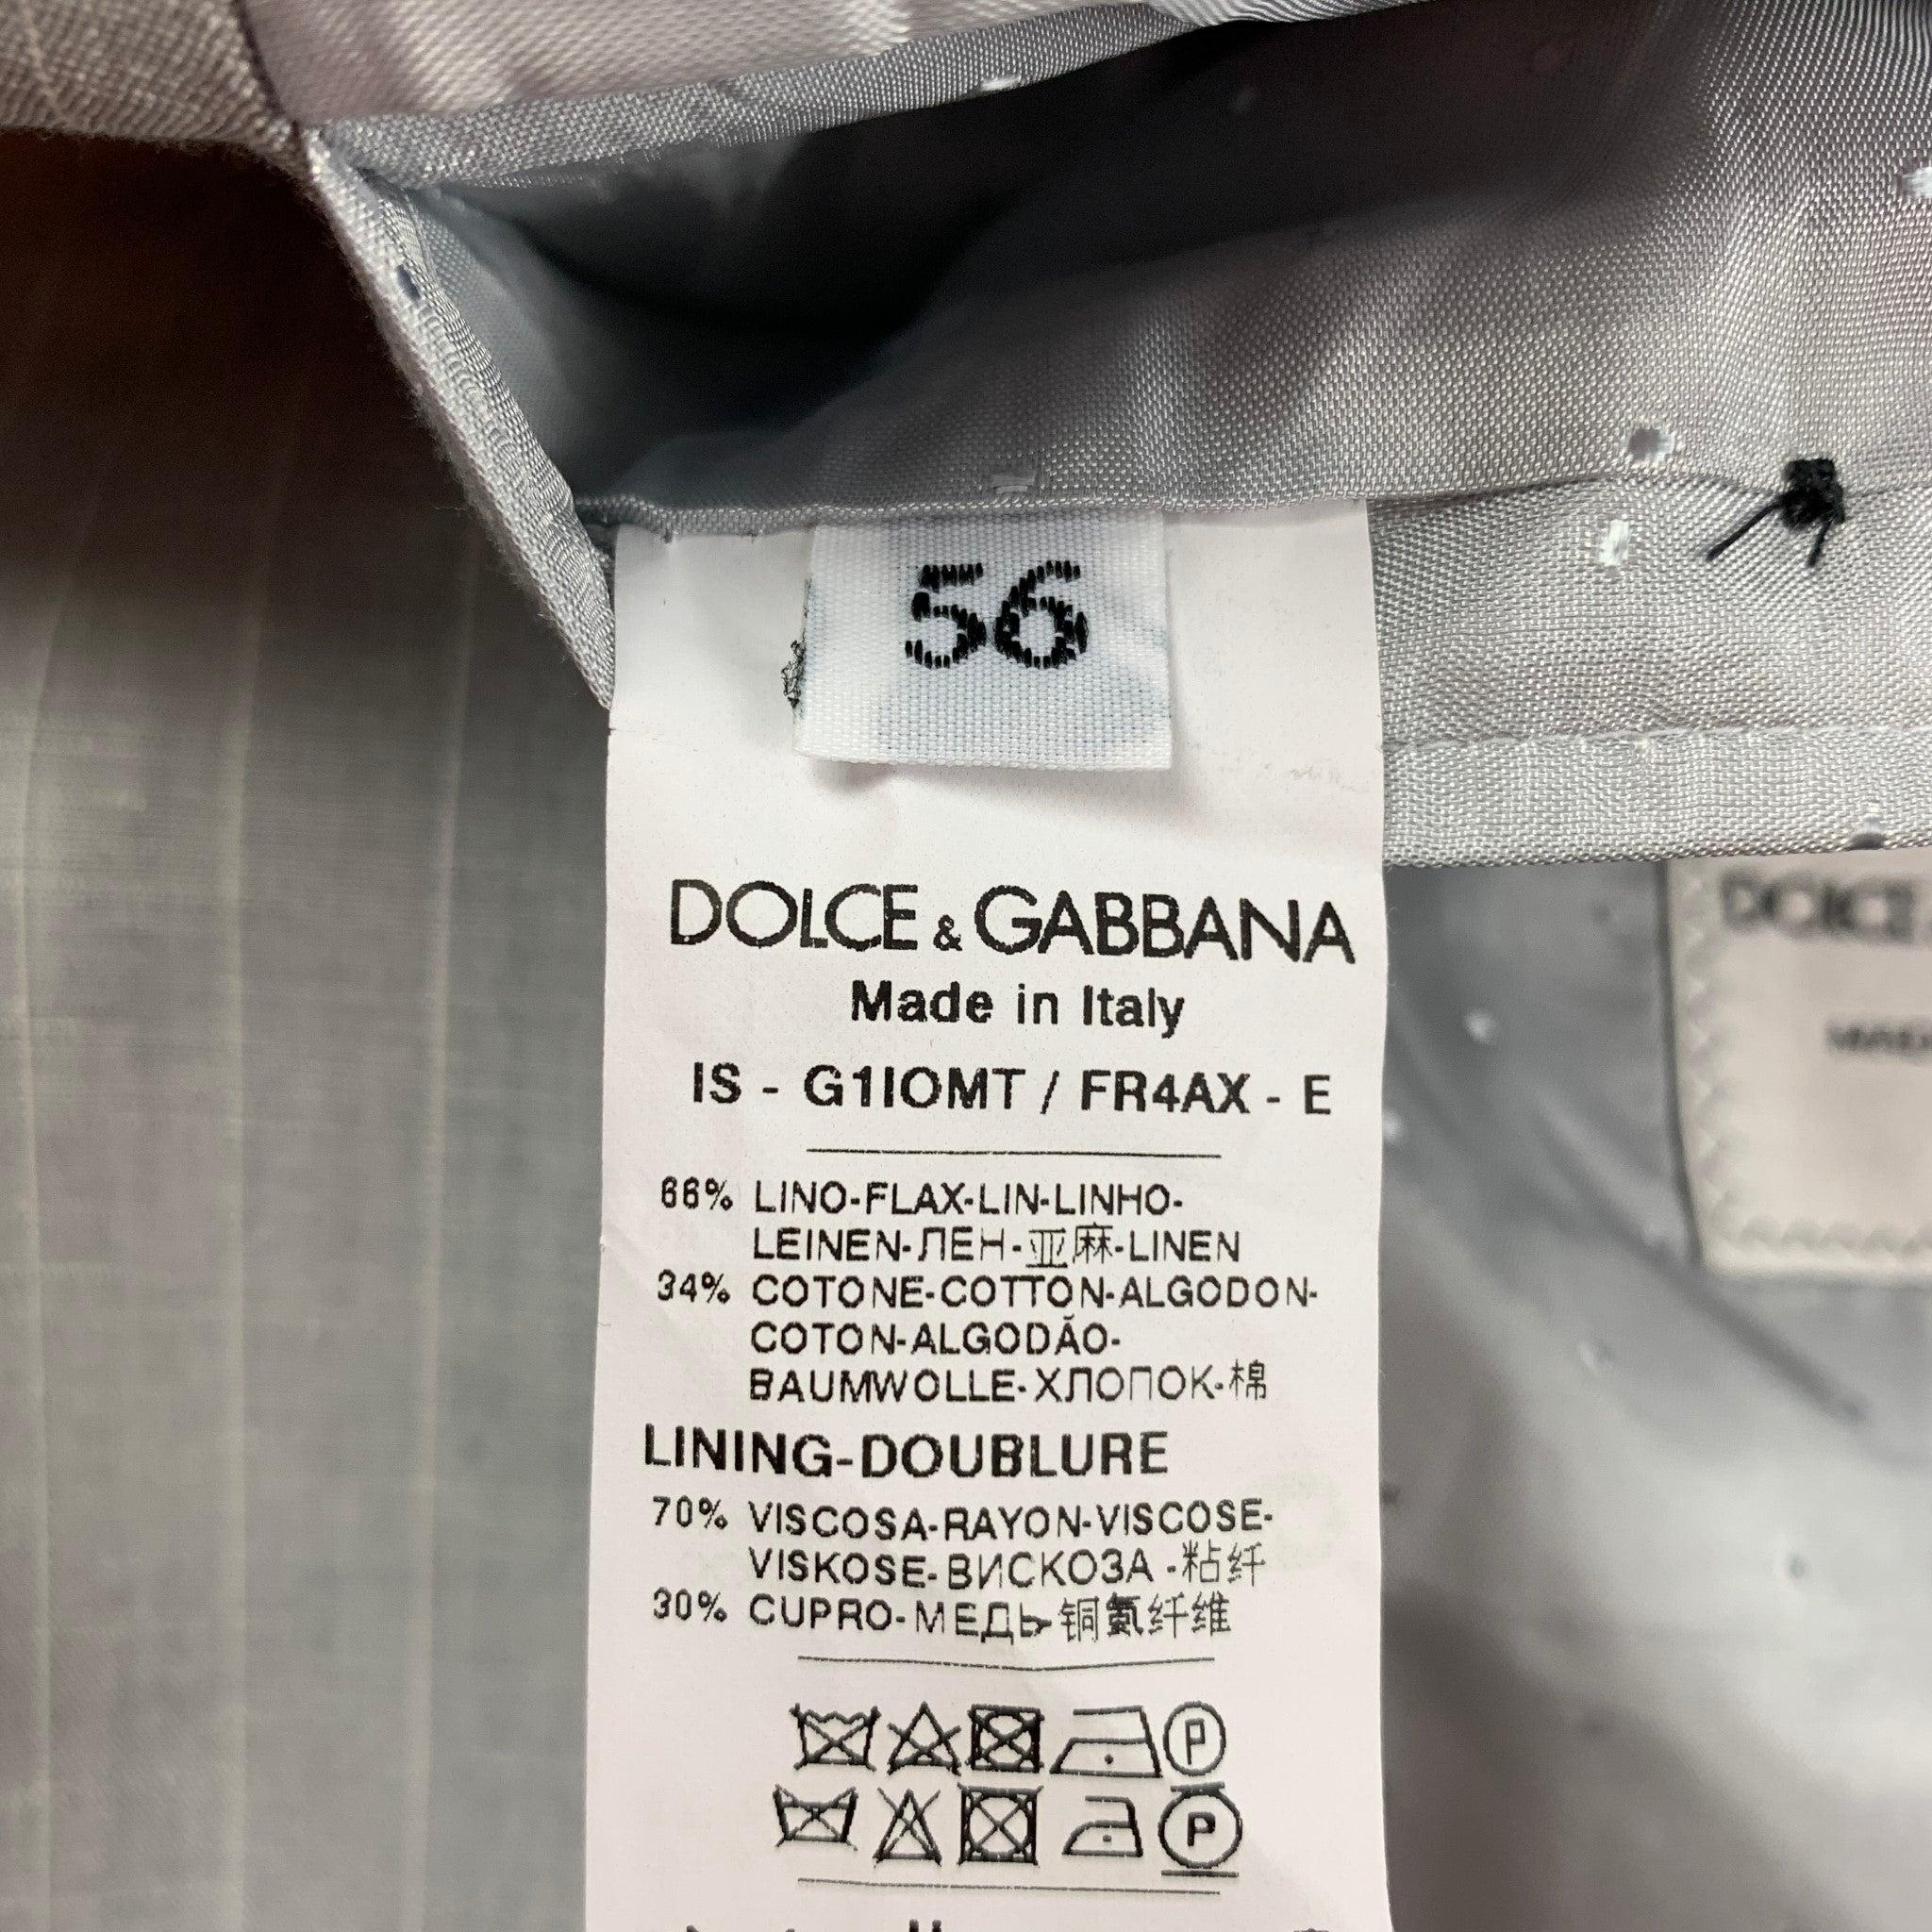 56
DOLCE & GABBANA
Made in Italy
IS - G1IOMT / FR4AX - E
66% LINO-FLAX-LIN-LINHO-
LEINEN-ЛЕН-亚麻-LINEN
34% COTONE-COTTON-ALGODON-
COTON-ALGODÃO-
BAUMWOLLE-ХЛОПОК-棉
LINING-DOUBLURE
70% VISCOSA-RAYON-VISCOSE-
VISKOSE-ВИСКОЗА -粘纤
30% CUPRO-МЕДЬ-铜氨纤维
P
P
DOLCE